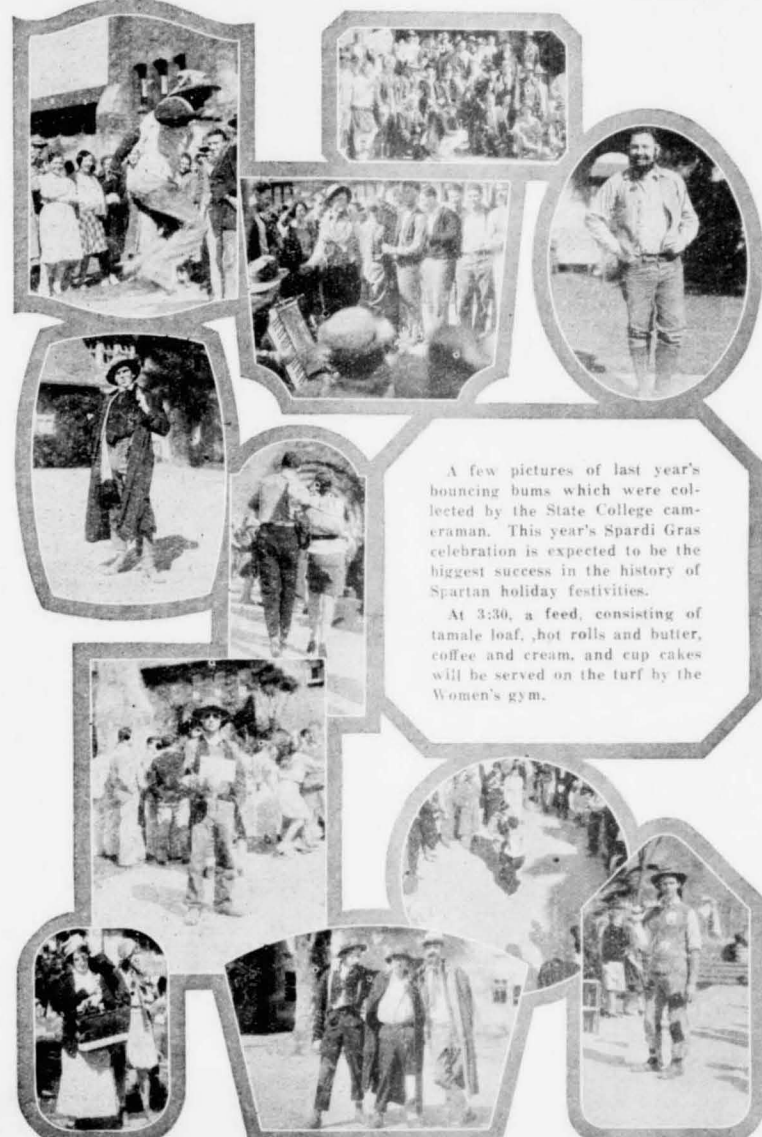 A few pictures of last year's
bouncing bums which were col-
lected by the State College cam-
eraman. This year's Spardi Gras
celebration is expected to be the
biggest success in the history of
Spartan holiday festivities.
At 3:30, a feed, consisting of
tamale loaf, ,hot rolls and butter,
coffee and cream, and cup cakes
will be served on the turf by the
Women's gym.